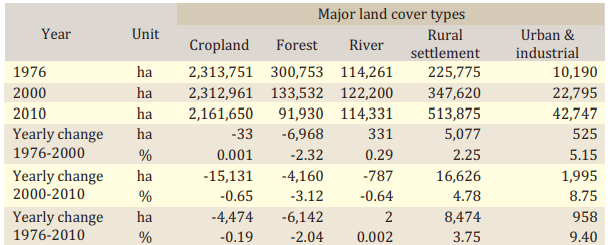 Major land cover types
Year Unit Cropland Forest River Rural settlement Urban & industrial
1976 ha 2,313,751 300,753 114,261 225,775 10,190
2000 ha 2,312,961 133,532 122,200 347,620 22,795
2010 ha 2,161,650 91,930 114,331 513,875 42,747
Yearly change ha -33 -6,968 331 5,077 525
1976-2000 % 0.001 -2.32 0.29 2.25 5.15
Yearly change ha -15,131 -4,160 -787 16,626 1,995
2000-2010 % -0.65 -3.12 -0.64 4.78 8.75
Yearly change ha -4,474 -6,142 2 8,474 958
1976-2010 % -0.19 -2.04 0.002 3.75 9.40